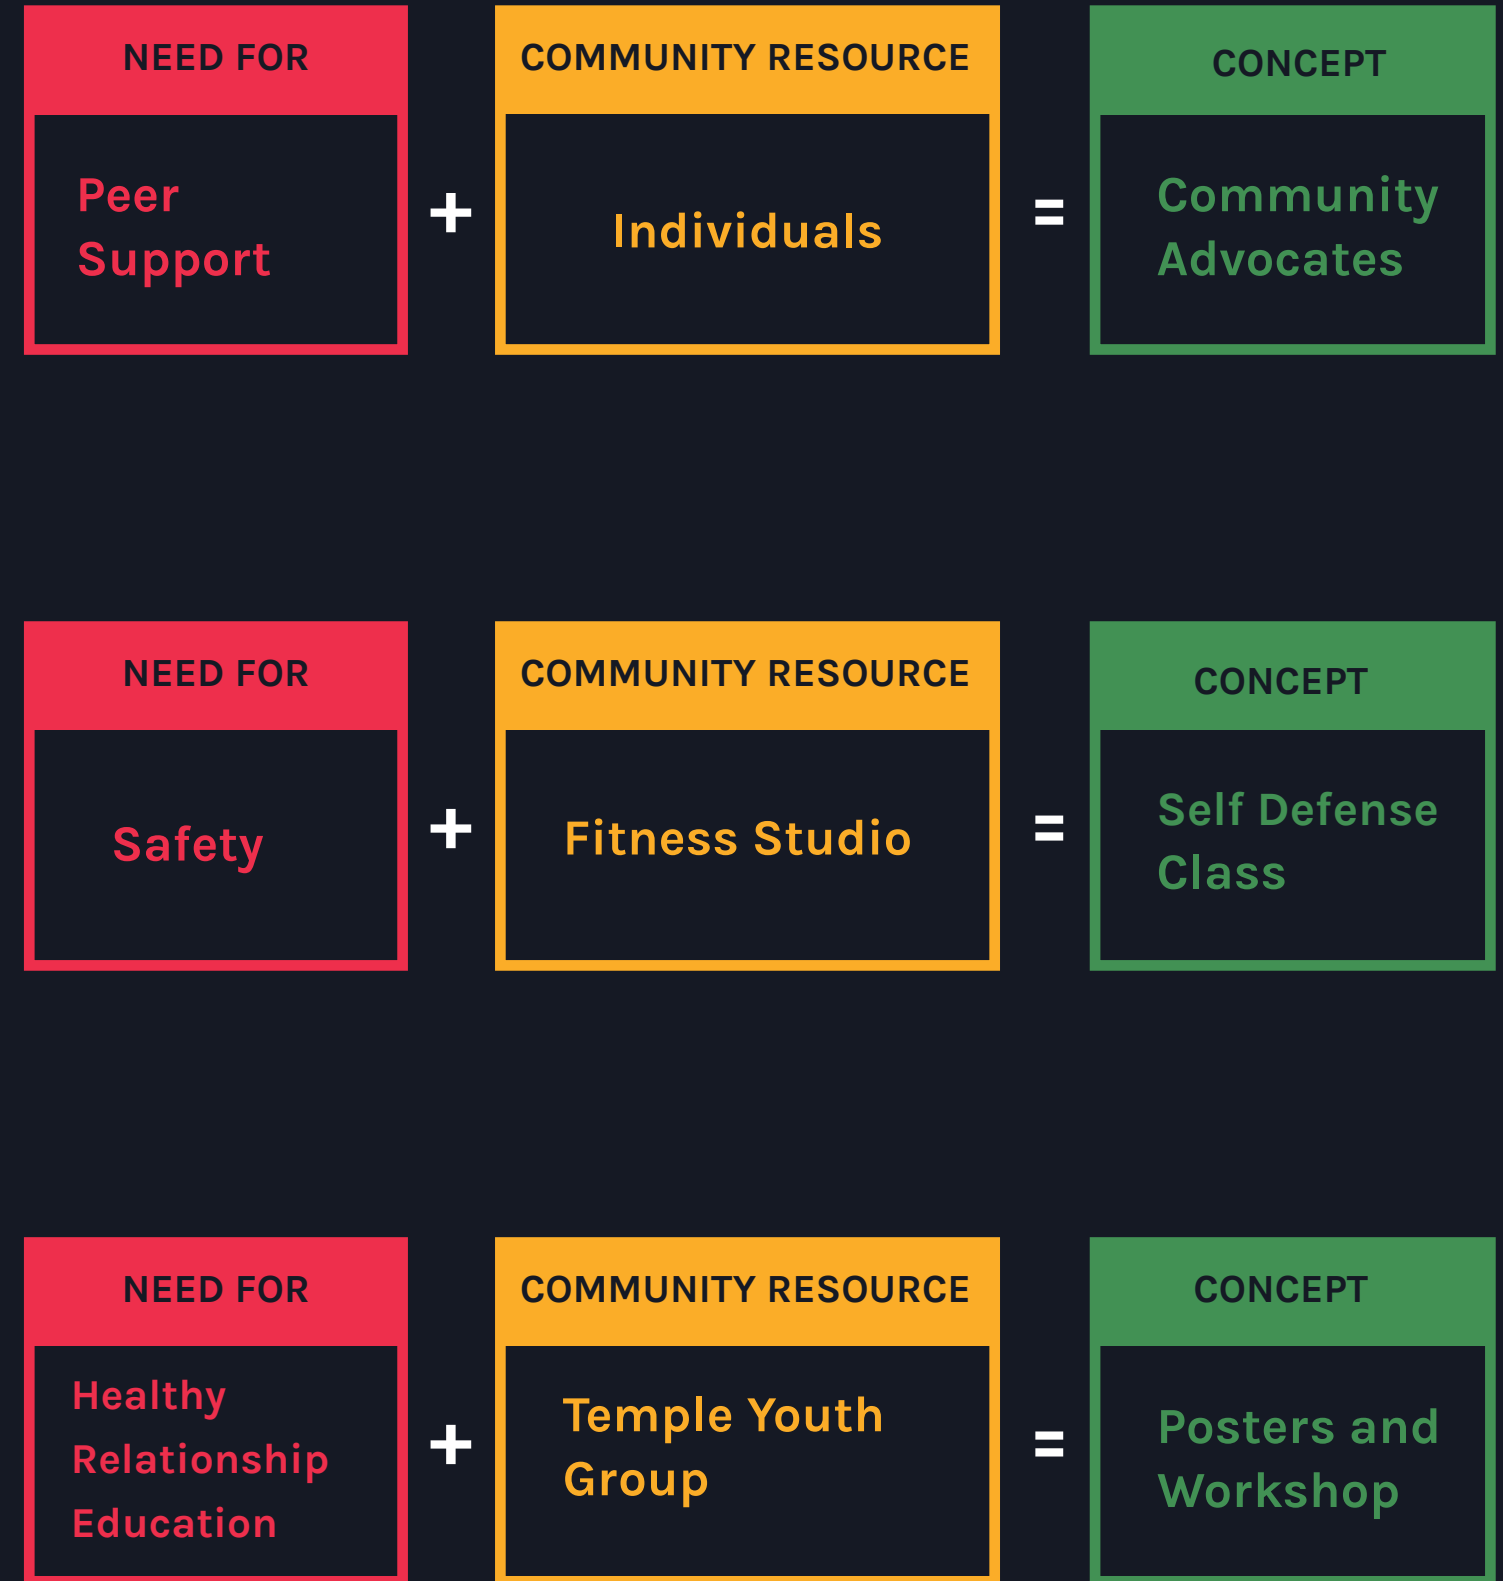 NEED FOR
COMMUNITY RESOURCE
CONCEPT
Peer
Support
+
Individuals
=
Community
Advocates
NEED FOR
COMMUNITY RESOURCE
CONCEPT
Safety
+
Fitness Studio
=
Self Defense
Class
NEED FOR
COMMUNITY RESOURCE
CONCEPT
Healthy
Relationship
Education
+
Temple Youth
Group
=
Posters and
Workshop